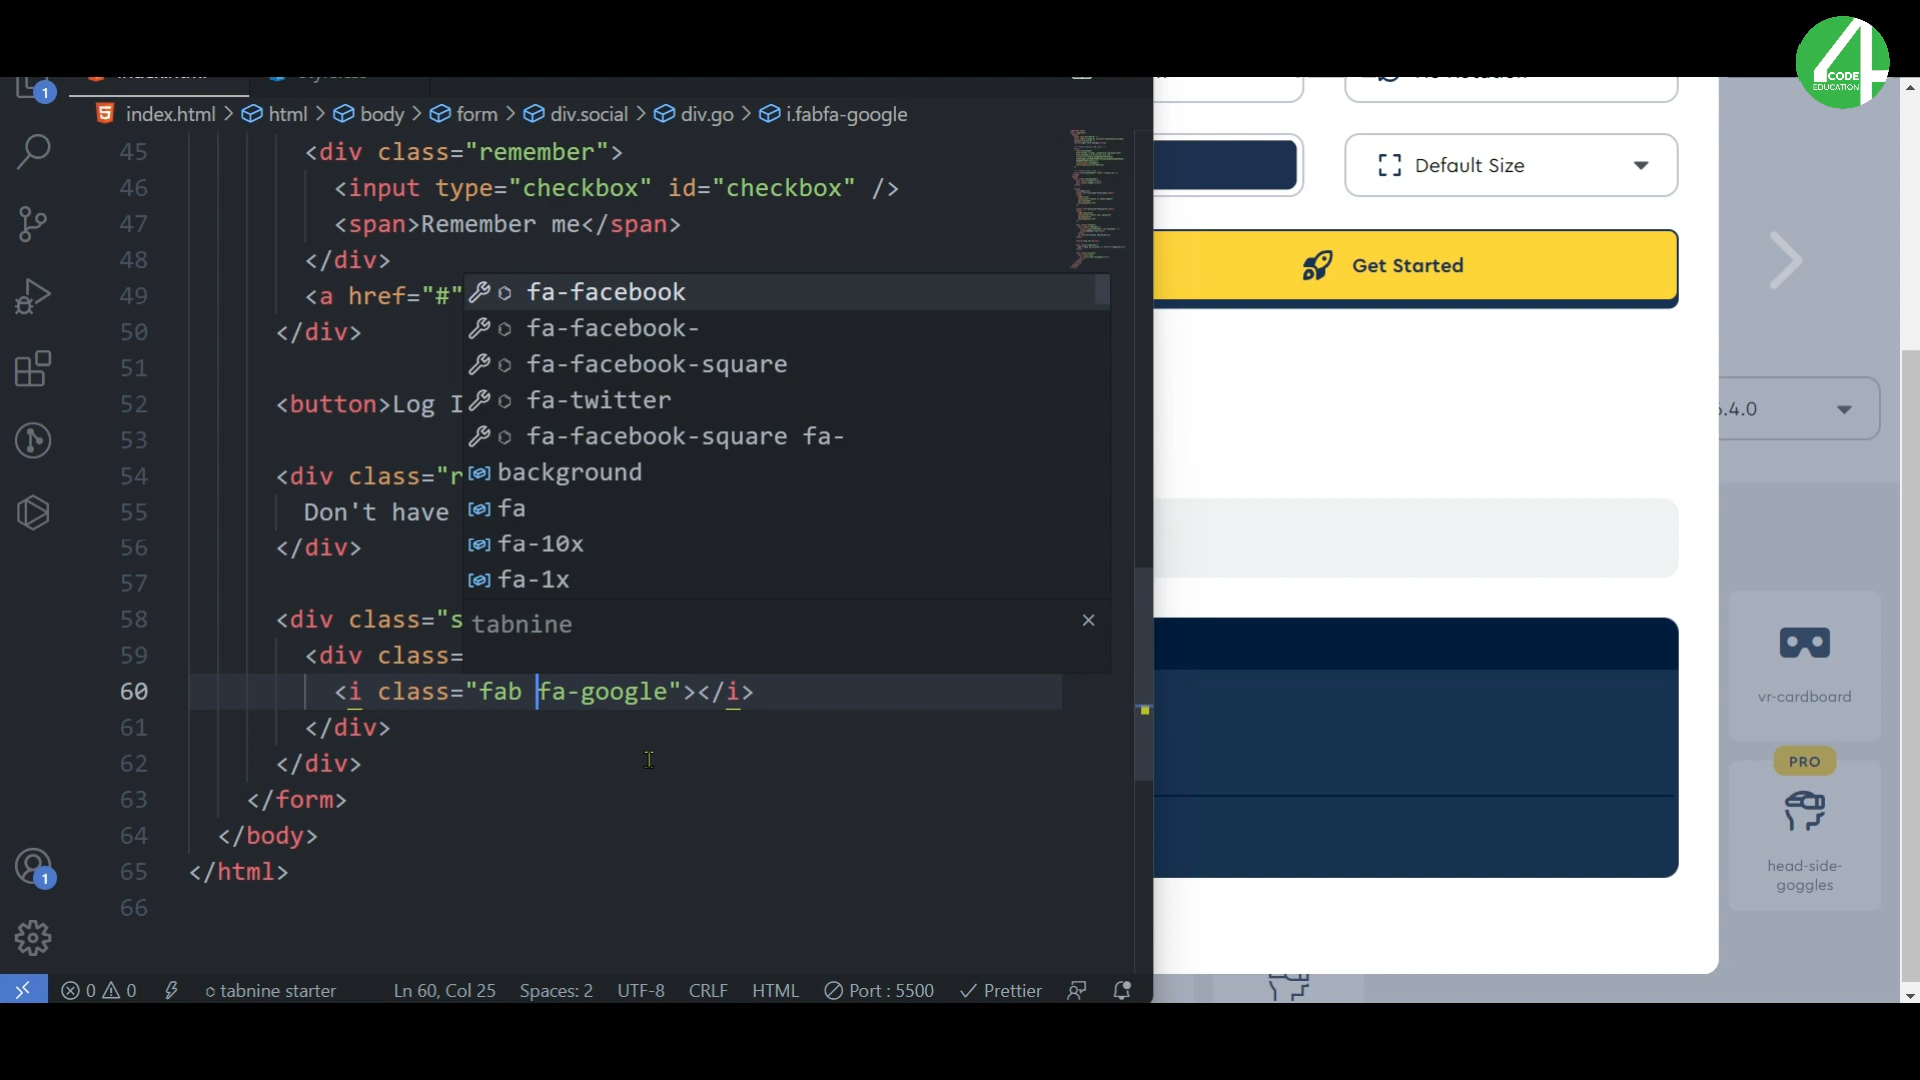 4
CODE
EDUCATION
1
index.html > html > body > form > div.social > div.go > i.fabfa-google
45 <div class="remember">
46 <input type="checkbox" id="checkbox" />
47 <span>Remember me</span>
48 </div>
49 <a href="#"
50 </div>
51
52 <button>Log I
53
54 <div class="r
55 Don't have
56 </div>
57
58 <div class="s
59 <div class=
60 <i class="fab fa-google"></i>
61 </div>
62 </div>
63 </form>
64 </body>
65 </html>
66
fa-facebook
fa-facebook-
fa-facebook-square
fa-twitter
fa-facebook-square fa-
background
fa
fa-10x
fa-1x
tabnine
1
0 0 tabnine starter Ln 60, Col 25 Spaces: 2 UTF-8 CRLF HTML Port : 5500 Prettier
Default Size
Get Started
6.4.0
vr-cardboard
PRO
head-side-
goggles